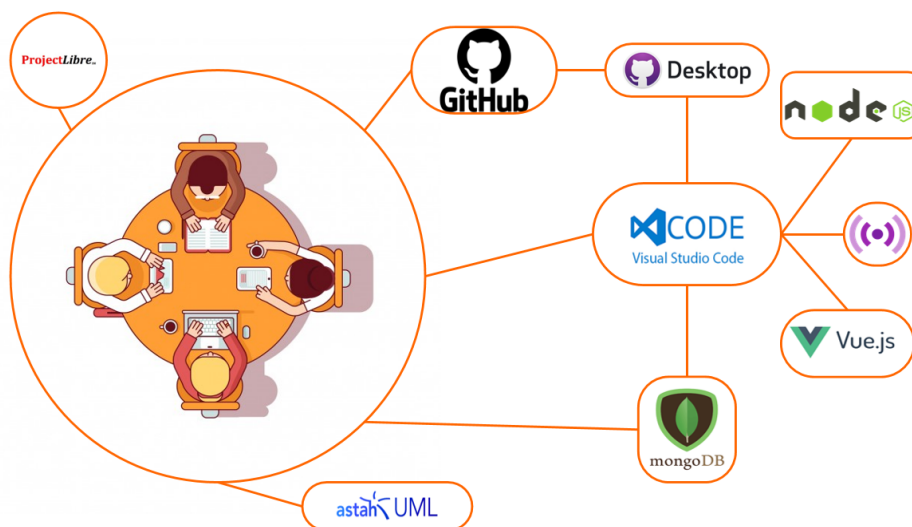 ProjectLibre
GitHub
Desktop
node
JS
CODE
Visual Studio Code
Vue.js
mongoDB
astah UML